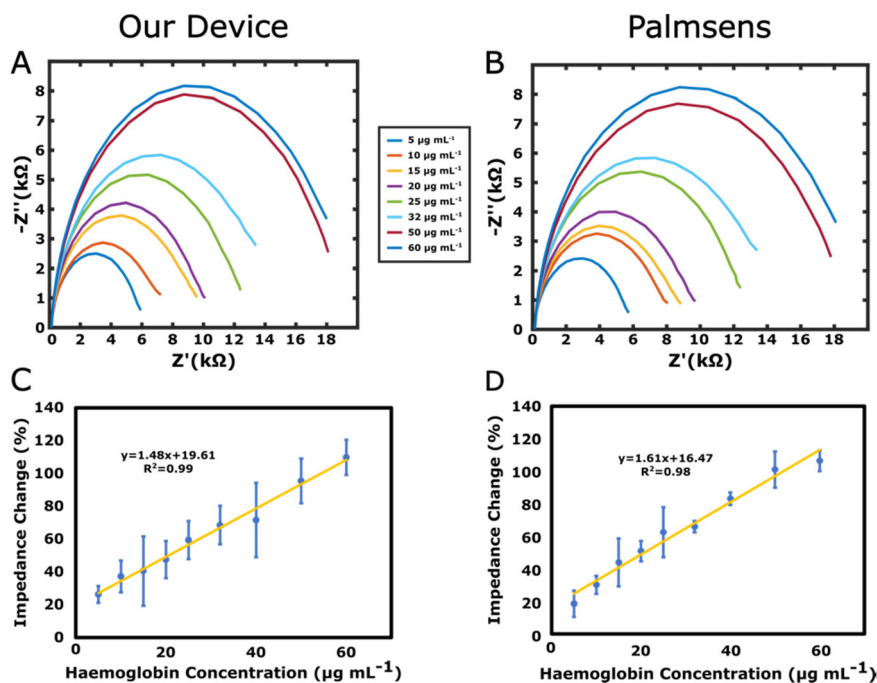 Our Device
Palmsens
A
B
-Z''(kΩ)
8
7
6
5
4
3
2
1
0
0 2 4 6 8 10 12 14 16 18
Z'(kΩ)
5 µg mL⁻¹
10 µg mL⁻¹
15 µg mL⁻¹
20 µg mL⁻¹
25 µg mL⁻¹
32 µg mL⁻¹
50 µg mL⁻¹
60 µg mL⁻¹
-Z''(kΩ)
8
7
6
5
4
3
2
1
0
0 2 4 6 8 10 12 14 16 18
Z'(kΩ)
C
Impedance Change (%)
140
120
100
80
60
40
20
0
y=1.48x+19.61
R²=0.99
0 20 40 60
Haemoglobin Concentration (µg mL⁻¹)
D
Impedance Change (%)
140
120
100
80
60
40
20
0
y=1.61x+16.47
R²=0.98
0 20 40 60
Haemoglobin Concentration (µg mL⁻¹)